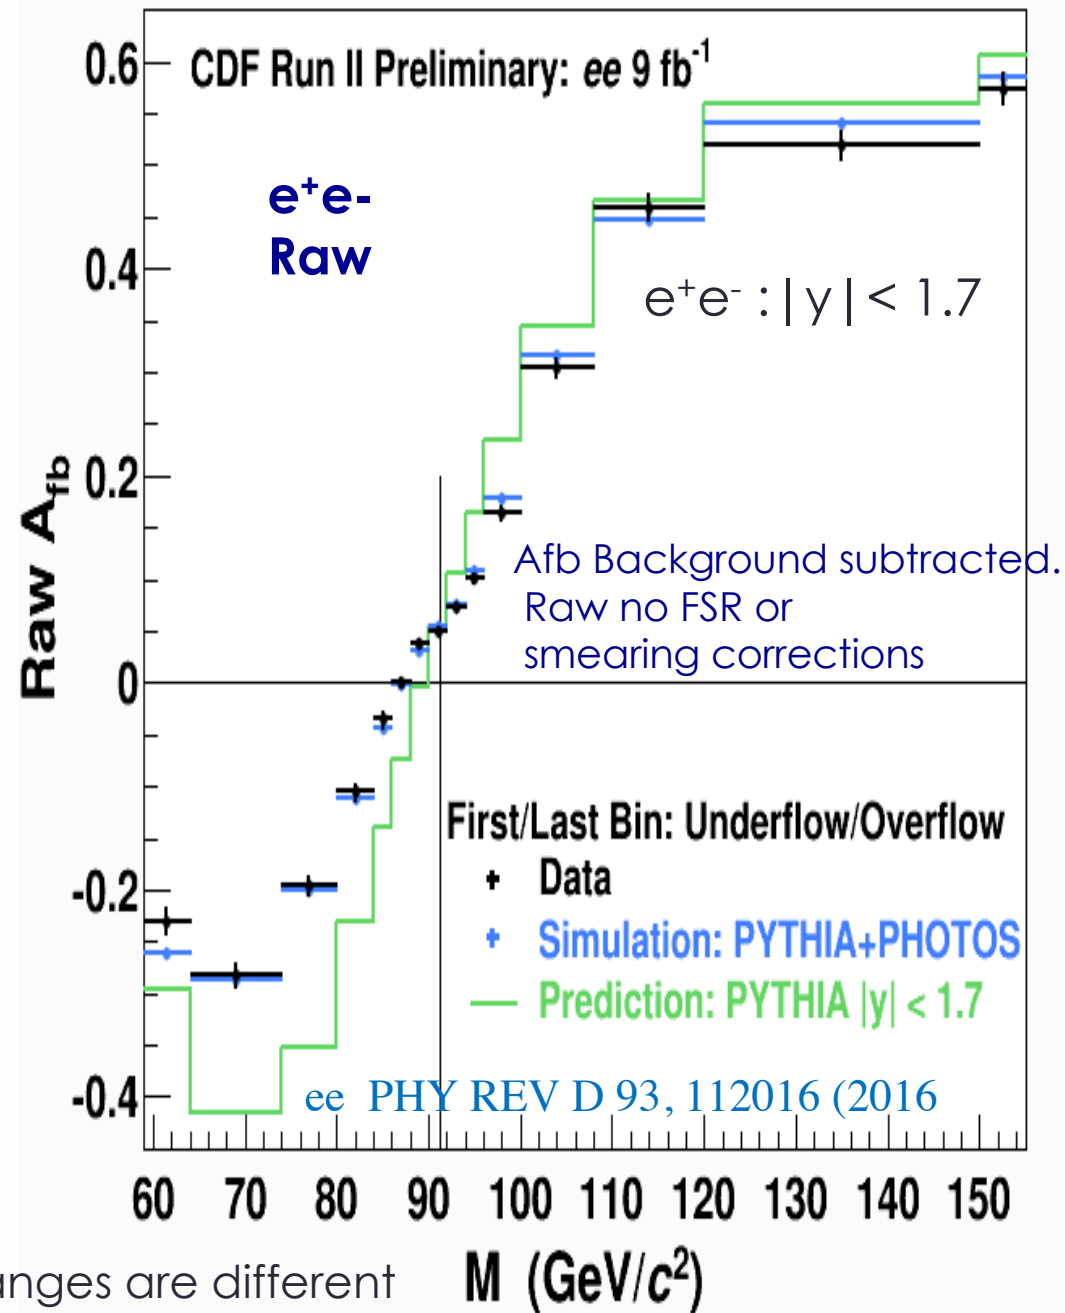 CDF Run II Preliminary: ee 9 fb⁻¹
e⁺e-
Raw
e⁺e⁻ : | y | < 1.7
Afb Background subtracted.
Raw no FSR or
smearing corrections
First/Last Bin: Underflow/Overflow
Data
Simulation: PYTHIA+PHOTOS
Prediction: PYTHIA |y| < 1.7
ee PHY REV D 93, 112016 (2016
Raw A_fb
0.6
0.4
0.2
0
-0.2
-0.4
60 70 80 90 100 110 120 130 140 150
M (GeV/c²)
anges are different